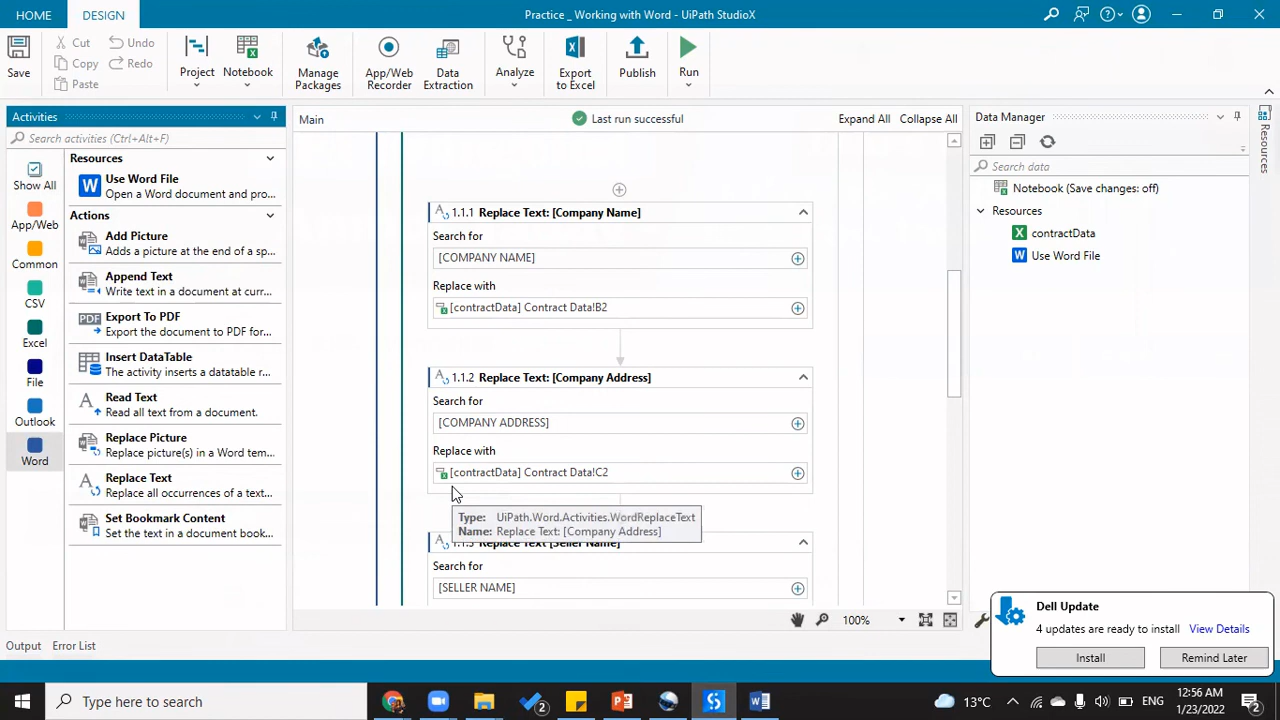 HOME
DESIGN
Practice _ Working with Word - UiPath StudioX
Save
Cut
Copy
Paste
Undo
Redo
Project
Notebook
Manage Packages
App/Web Recorder
Data Extraction
Analyze
Export to Excel
Publish
Run
Activities
Search activities (Ctrl+Alt+F)
Show All
App/Web
Common
CSV
Excel
File
Outlook
Word
Resources
Use Word File
Open a Word document and pro...
Actions
Add Picture
Adds a picture at the end of a sp...
Append Text
Write text in a document at curr...
PDF
Export To PDF
Export the document to PDF for...
Insert DataTable
The activity inserts a datatable r...
Read Text
Read all text from a document.
Replace Picture
Replace picture(s) in a Word tem...
Replace Text
Replace all occurrences of a text...
Set Bookmark Content
Set the text in a document book...
Main
Last run successful
Expand All
Collapse All
1.1.1 Replace Text: [Company Name]
Search for
[COMPANY NAME]
Replace with
[contractData] Contract Data!B2
1.1.2 Replace Text: [Company Address]
Search for
[COMPANY ADDRESS]
Replace with
[contractData] Contract Data!C2
Type: UiPath.Word.Activities.WordReplaceText
Name: Replace Text: [Company Address]
1.1.3 Replace Text [Seller Name]
Search for
[SELLER NAME]
100%
Data Manager
Search data
Notebook (Save changes: off)
Resources
contractData
Use Word File
Resources
Dell Update
4 updates are ready to install View Details
Install
Remind Later
Output
Error List
Type here to search
2
13°C
ENG
12:56 AM
1/23/2022
2